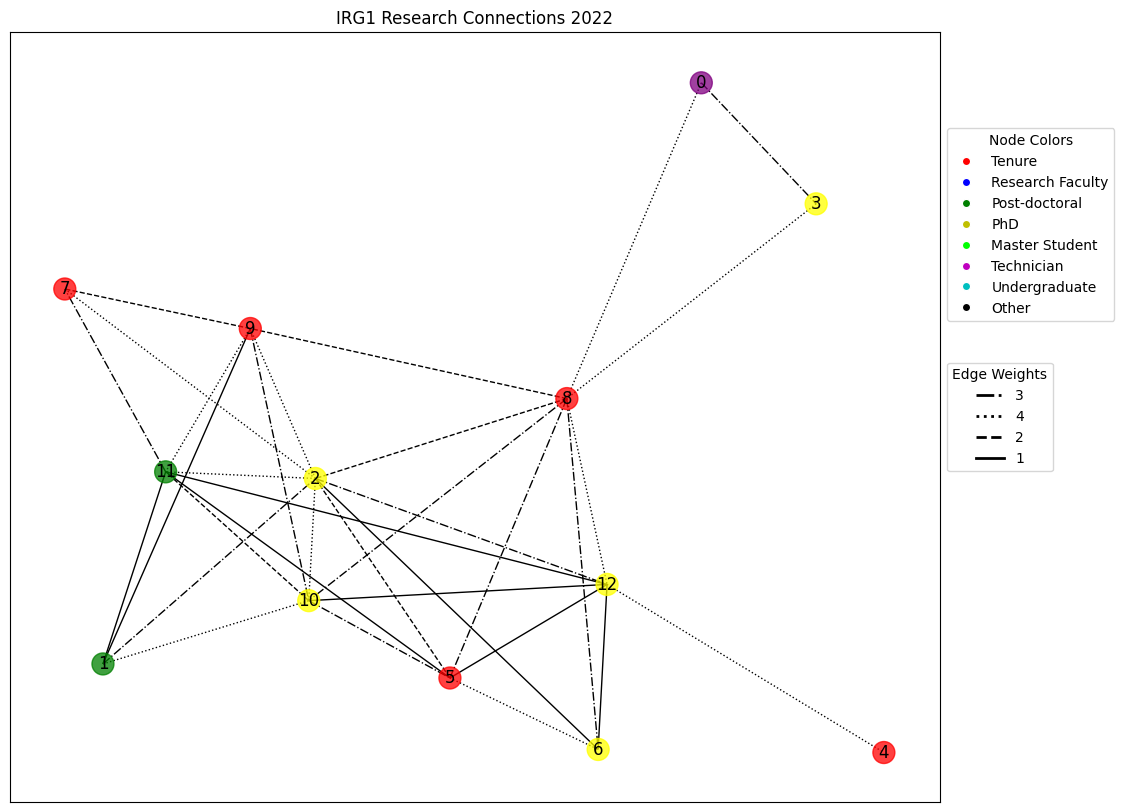 IRG1 Research Connections 2022
0
3
7
9
8
11
2
12
10
1
5
6
4
Node Colors
Tenure
Research Faculty
Post-doctoral
PhD
Master Student
Technician
Undergraduate
Other
Edge Weights
3
4
2
1